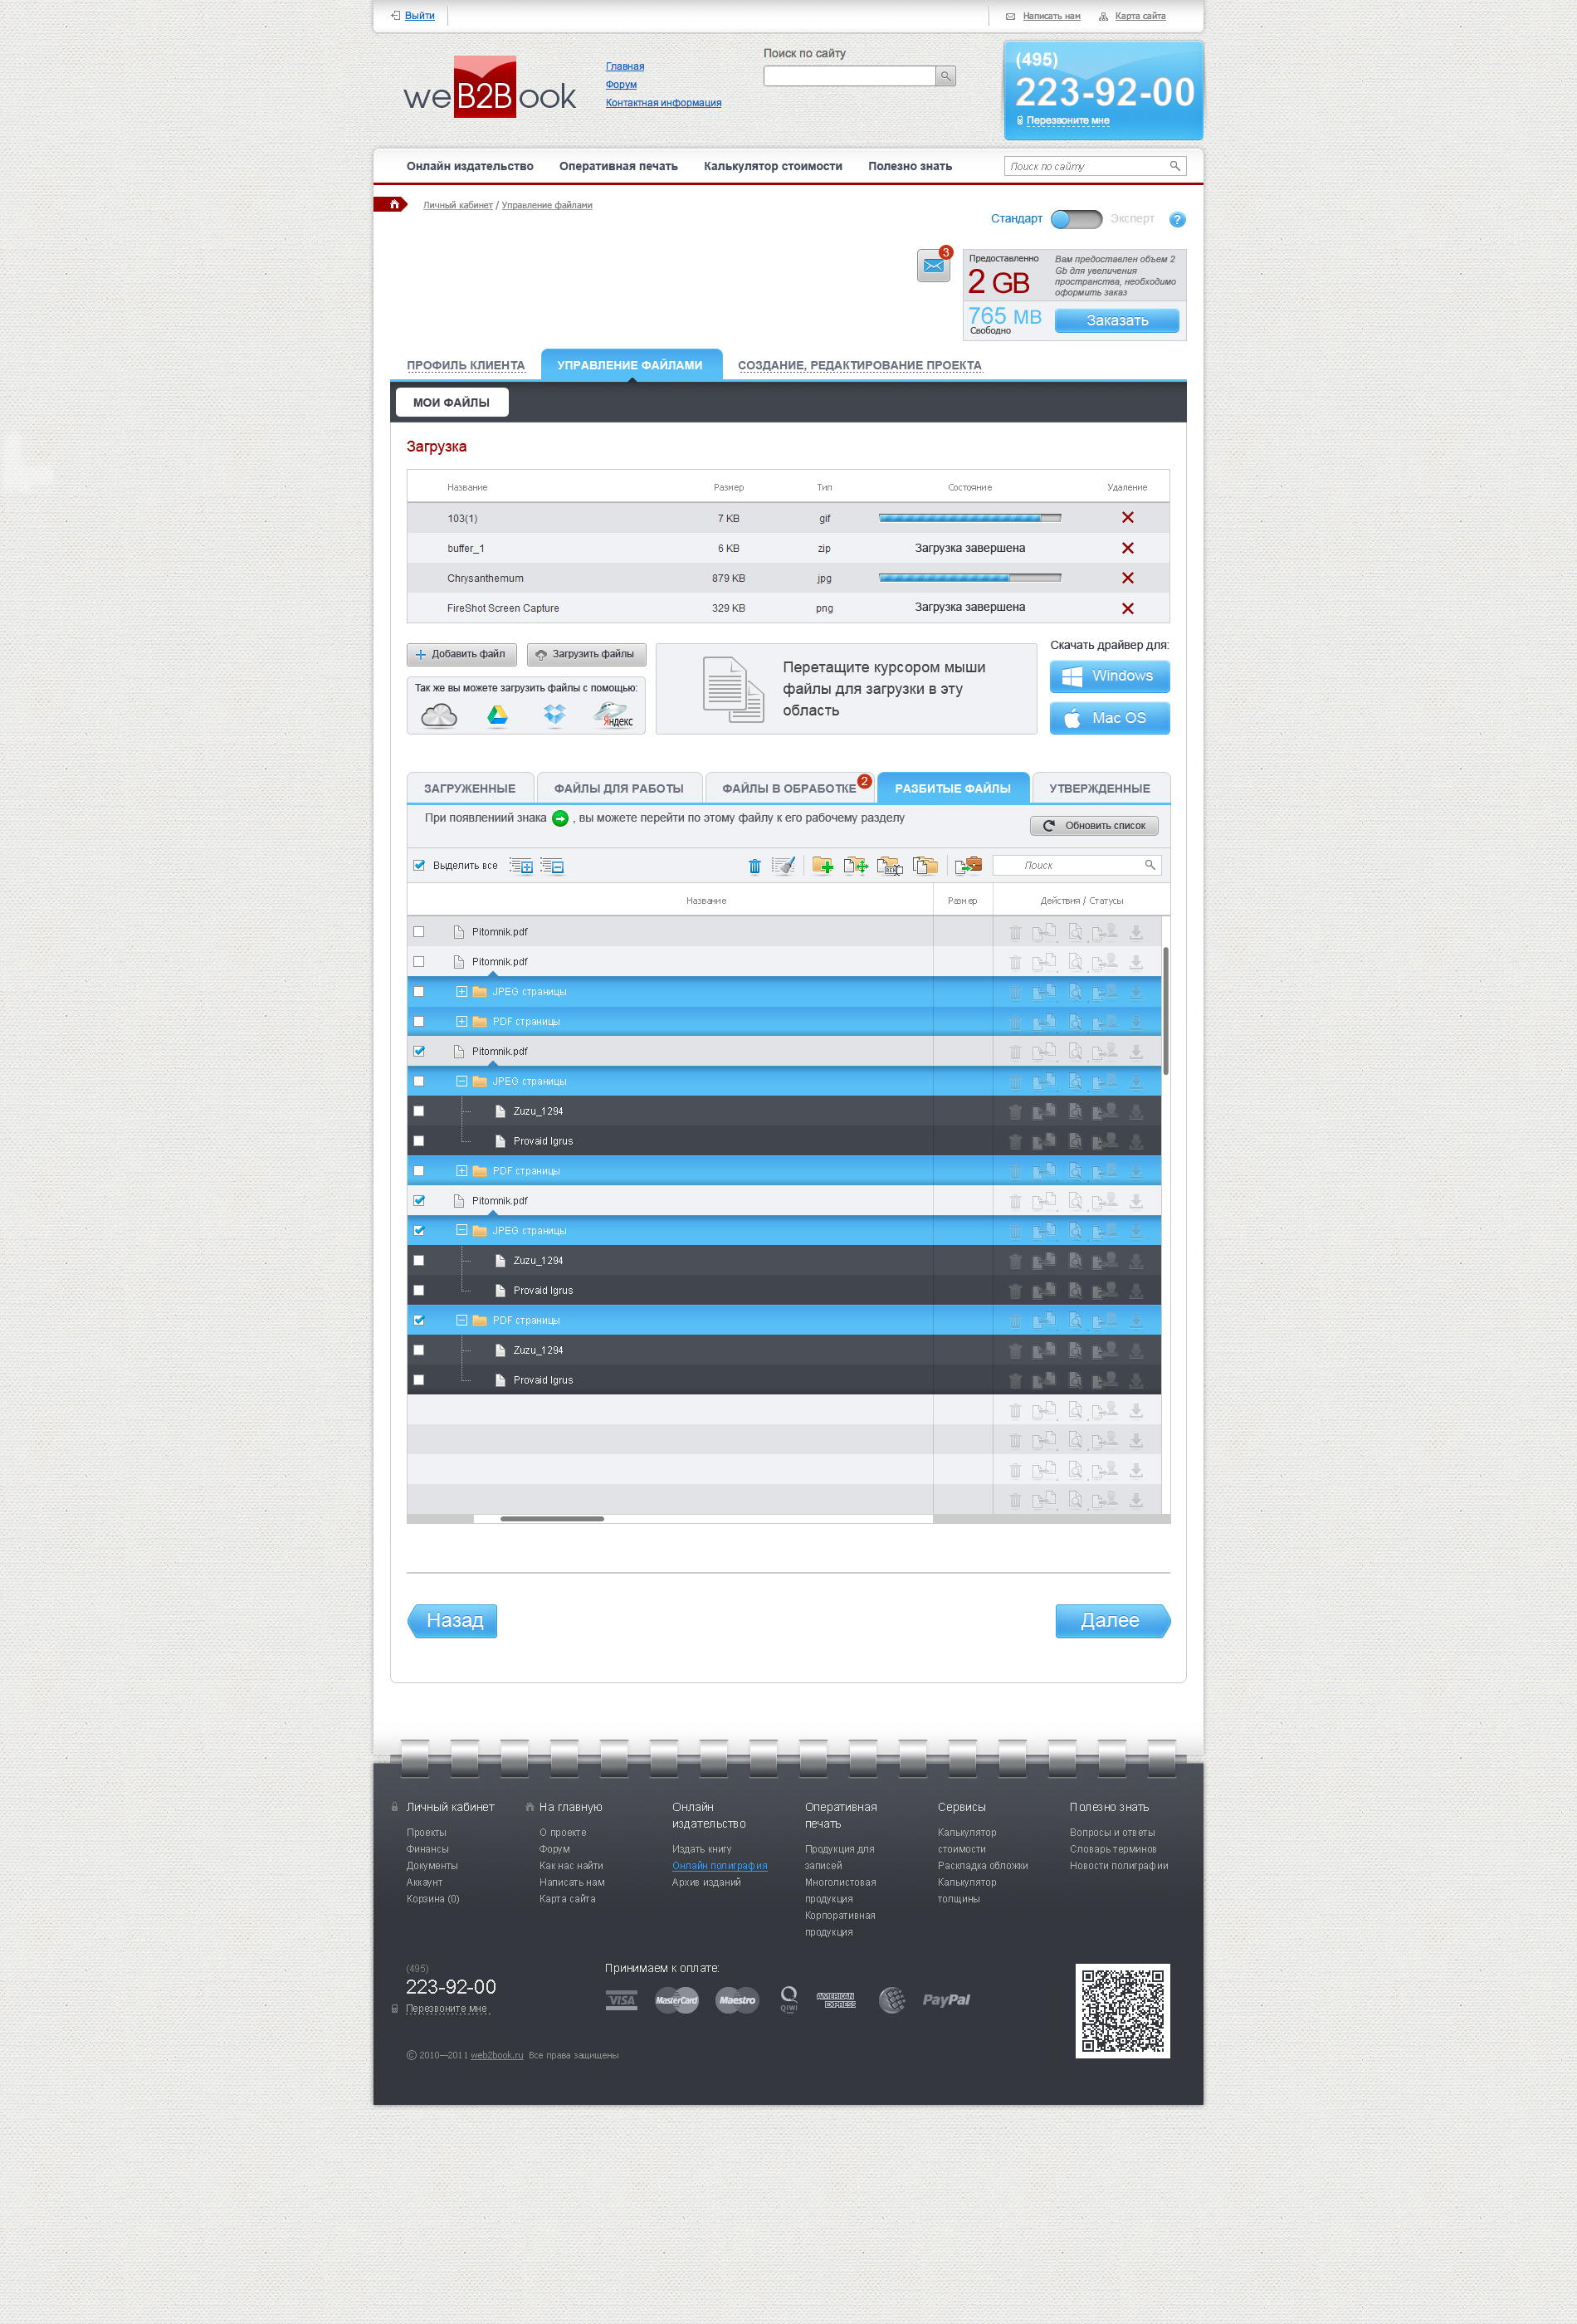 Выйти
Написать нам
Карта сайта
weB2Book
Главная
Форум
Контактная информация
Поиск по сайту
(495)
223-92-00
Перезвоните мне
Онлайн издательство
Оперативная печать
Калькулятор стоимости
Полезно знать
Поиск по сайту
Личный кабинет / Управление файлами
Стандарт
Эксперт
?
3
Предоставленно
2 GB
Вам предоставлен объем 2
Gb для увеличения
пространства, необходимо
оформить заказ
765 MB
Свободно
Заказать
ПРОФИЛЬ КЛИЕНТА
УПРАВЛЕНИЕ ФАЙЛАМИ
СОЗДАНИЕ, РЕДАКТИРОВАНИЕ ПРОЕКТА
МОИ ФАЙЛЫ
Загрузка
Название Размер Тип Состояние Удаление
103(1) 7 KB gif
buffer_1 6 KB zip Загрузка завершена
Chrysanthemum 879 KB jpg
FireShot Screen Capture 329 KB png Загрузка завершена
Добавить файл
Загрузить файлы
Так же вы можете загрузить файлы с помощью:
Яндекс
Перетащите курсором мыши
файлы для загрузки в эту
область
Скачать драйвер для:
Windows
Mac OS
ЗАГРУЖЕННЫЕ
ФАЙЛЫ ДЛЯ РАБОТЫ
ФАЙЛЫ В ОБРАБОТКЕ
2
РАЗБИТЫЕ ФАЙЛЫ
УТВЕРЖДЕННЫЕ
При появлениии знака , вы можете перейти по этому файлу к его рабочему разделу
Обновить список
Выделить все
Поиск
Название Размер Действия / Статусы
Pitomnik.pdf
Pitomnik.pdf
JPEG страницы
PDF страницы
Pitomnik.pdf
JPEG страницы
Zuzu_1294
Provaid Igrus
PDF страницы
Pitomnik.pdf
JPEG страницы
Zuzu_1294
Provaid Igrus
PDF страницы
Zuzu_1294
Provaid Igrus
Назад
Далее
Личный кабинет
Проекты
Финансы
Документы
Аккаунт
Корзина (0)
На главную
О проекте
Форум
Как нас найти
Написать нам
Карта сайта
Онлайн
издательство
Издать книгу
Онлайн полиграфия
Архив изданий
Оперативная
печать
Продукция для
записей
Многолистовая
продукция
Корпоративная
продукция
Сервисы
Калькулятор
стоимости
Раскладка обложки
Калькулятор
толщины
Полезно знать
Вопросы и ответы
Словарь терминов
Новости полиграфии
(495)
223-92-00
Перезвоните мне
Принимаем к оплате:
VISA
MasterCard
Maestro
QIWI
AMERICAN
EXPRESS
PayPal
© 2010—2011 web2book.ru Все права защищены